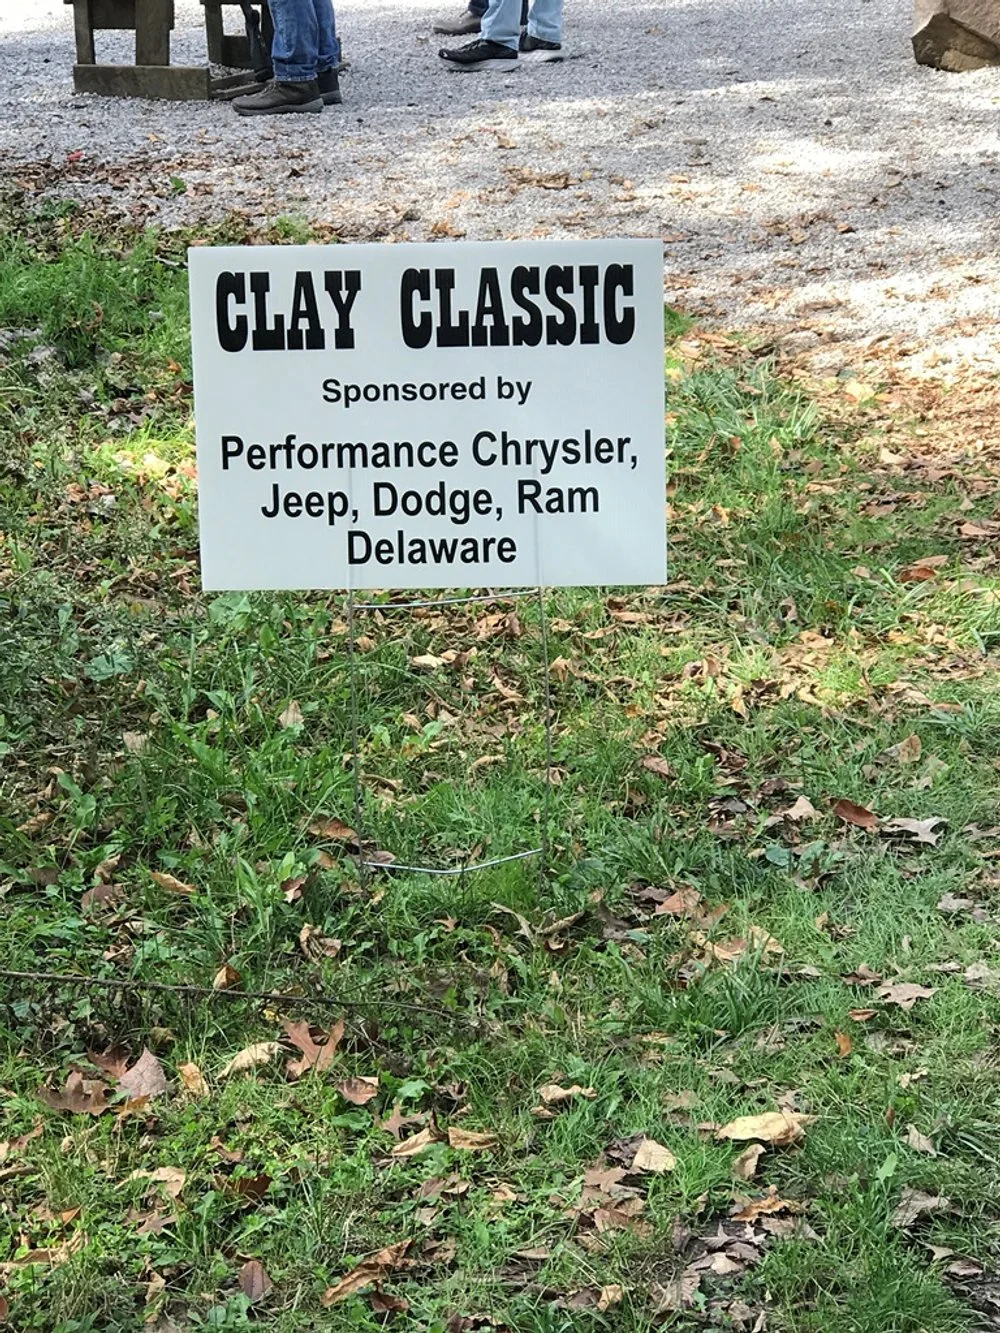 CLAY CLASSIC
Sponsored by
Performance Chrysler,
Jeep, Dodge, Ram
Delaware